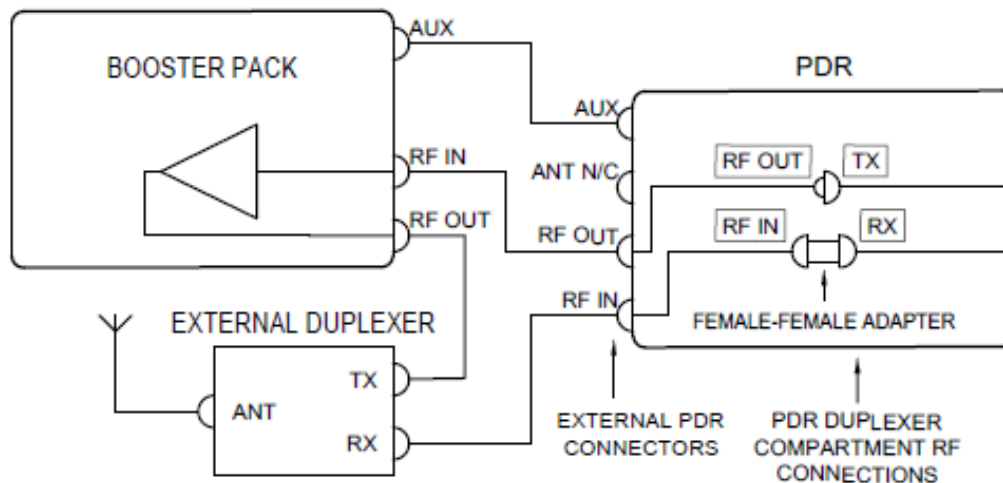 AUX
BOOSTER PACK
PDR
AUX
RF IN
ANT N/C
RF OUT
TX
RF OUT
RF OUT
RF IN
RX
RF IN
FEMALE-FEMALE ADAPTER
EXTERNAL DUPLEXER
TX
ANT
RX
EXTERNAL PDR
CONNECTORS
PDR DUPLEXER
COMPARTMENT RF
CONNECTIONS